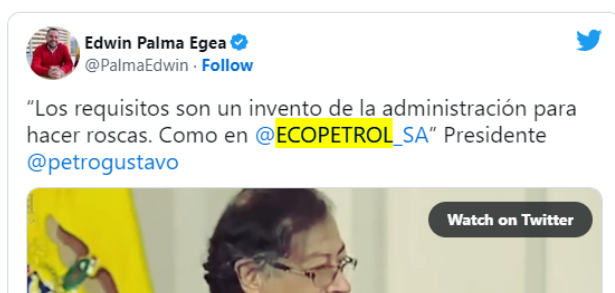 Edwin Palma Egea
@PalmaEdwin · Follow
“Los requisitos son un invento de la administración para
hacer roscas. Como en @ECOPETROL_SA” Presidente
@petrogustavo
Watch on Twitter